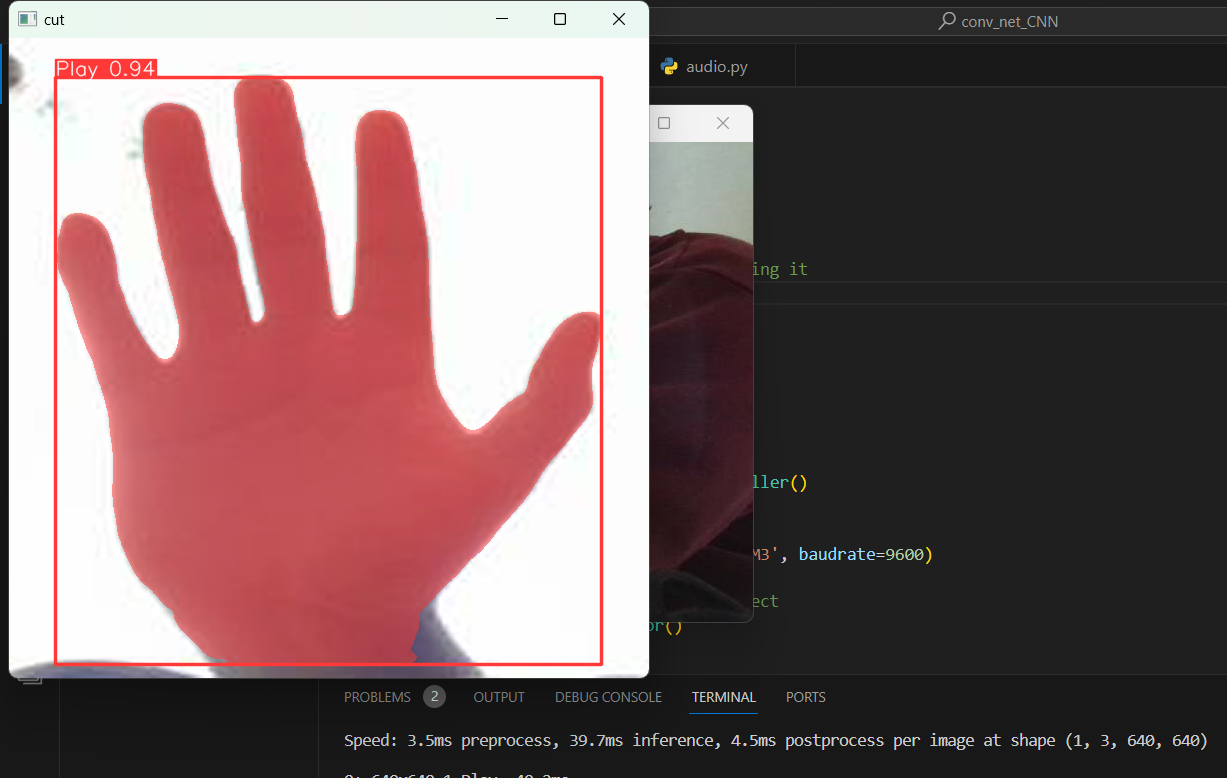 cut
conv_net_CNN
Play 0.94
audio.py
ing it
ller()
M3', baudrate=9600)
ect
or()
PROBLEMS 2 OUTPUT DEBUG CONSOLE TERMINAL PORTS
Speed: 3.5ms preprocess, 39.7ms inference, 4.5ms postprocess per image at shape (1, 3, 640, 640)